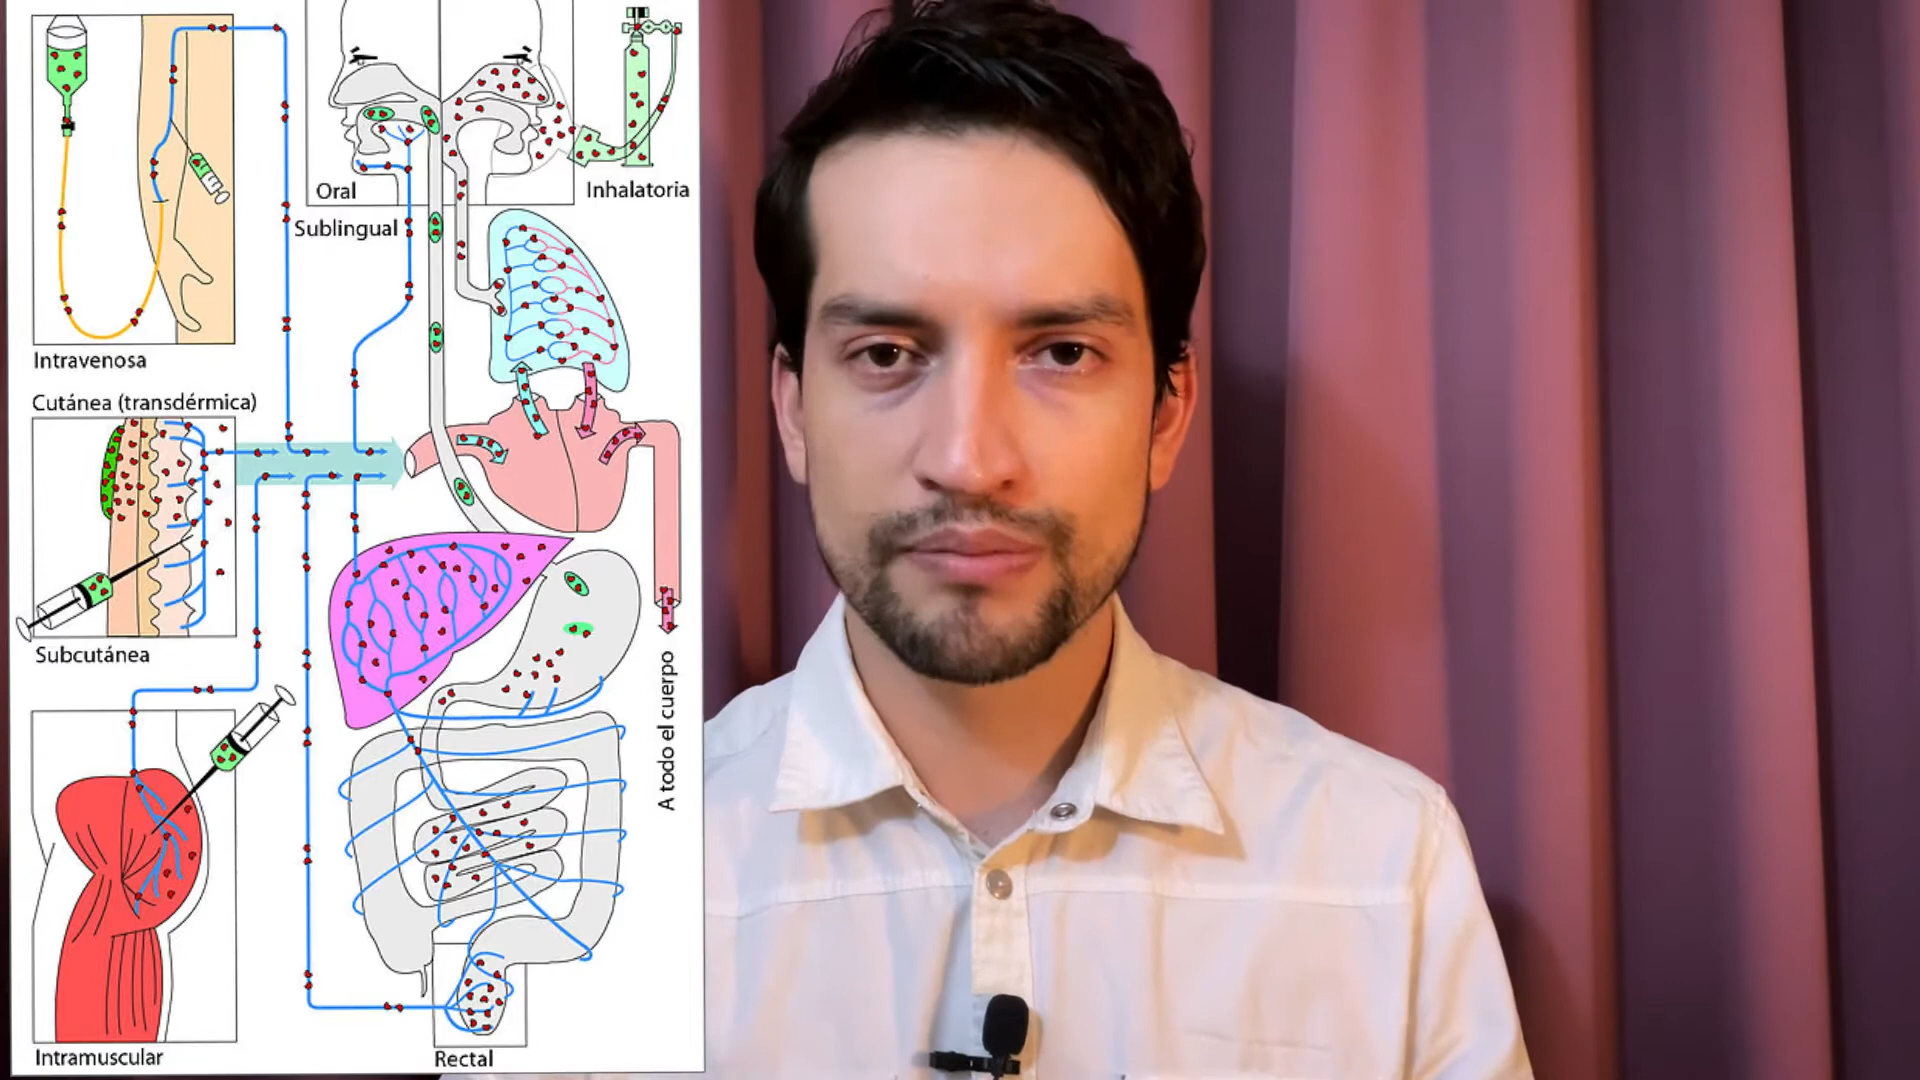 Oral
Inhalatoria
Sublingual
Intravenosa
Cutánea (transdérmica)
Subcutánea
A todo el cuerpo
Intramuscular
Rectal